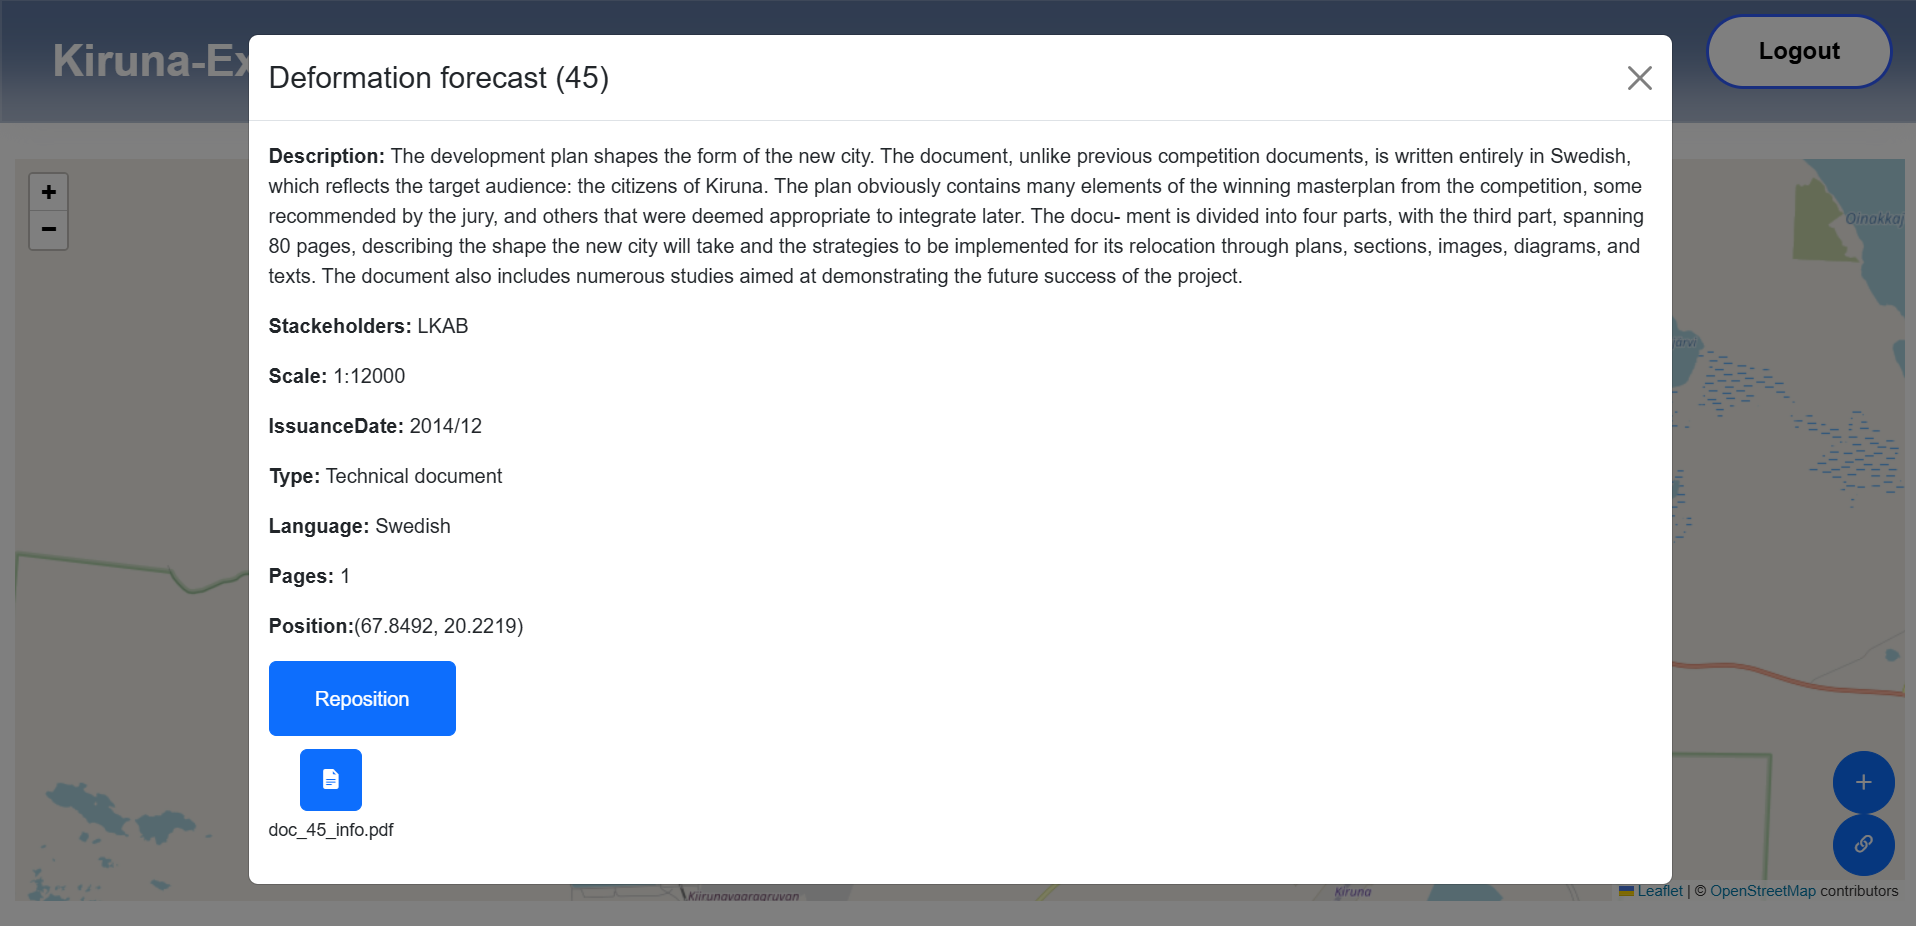 Kiruna-Ex
Logout
Deformation forecast (45)
Description: The development plan shapes the form of the new city. The document, unlike previous competition documents, is written entirely in Swedish,
which reflects the target audience: the citizens of Kiruna. The plan obviously contains many elements of the winning masterplan from the competition, some
recommended by the jury, and others that were deemed appropriate to integrate later. The docu- ment is divided into four parts, with the third part, spanning
80 pages, describing the shape the new city will take and the strategies to be implemented for its relocation through plans, sections, images, diagrams, and
texts. The document also includes numerous studies aimed at demonstrating the future success of the project.
Stackeholders: LKAB
Scale: 1:12000
IssuanceDate: 2014/12
Type: Technical document
Language: Swedish
Pages: 1
Position:(67.8492, 20.2219)
Reposition
doc_45_info.pdf
+
−
Oinakkaj
järvi
+
Kiruna
Leaflet | © OpenStreetMap contributors